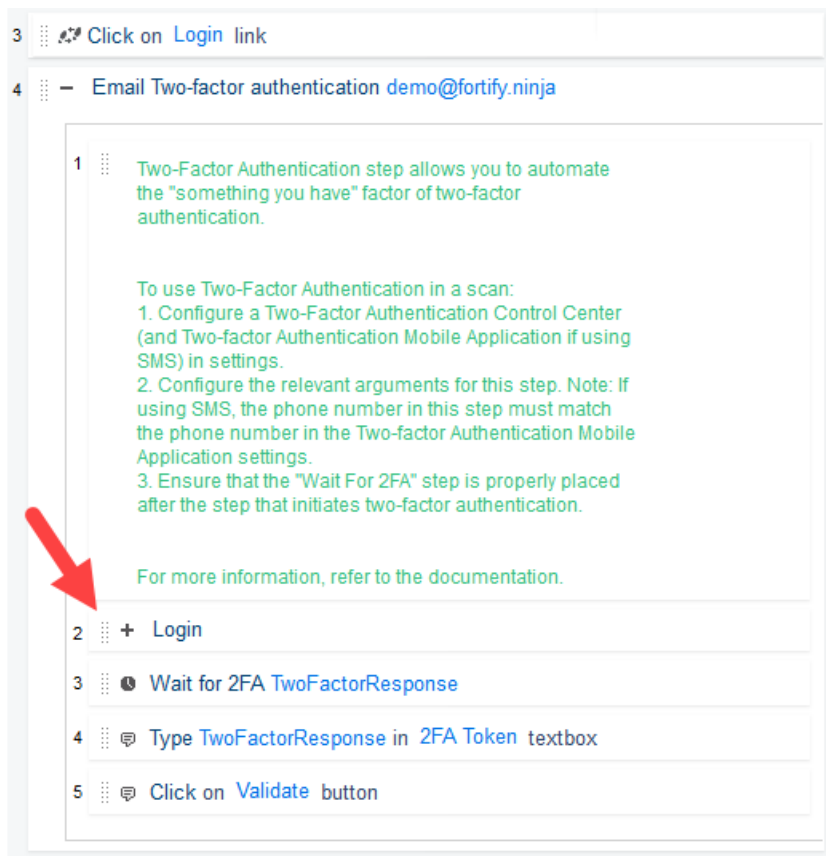 3 Click on Login link
4 Email Two-factor authentication demo@fortify.ninja
1 Two-Factor Authentication step allows you to automate
the "something you have" factor of two-factor
authentication.
To use Two-Factor Authentication in a scan:
1. Configure a Two-Factor Authentication Control Center
(and Two-factor Authentication Mobile Application if using
SMS) in settings.
2. Configure the relevant arguments for this step. Note: If
using SMS, the phone number in this step must match
the phone number in the Two-factor Authentication Mobile
Application settings.
3. Ensure that the "Wait For 2FA" step is properly placed
after the step that initiates two-factor authentication.
For more information, refer to the documentation.
2 Login
3 Wait for 2FA TwoFactorResponse
4 Type TwoFactorResponse in 2FA Token textbox
5 Click on Validate button